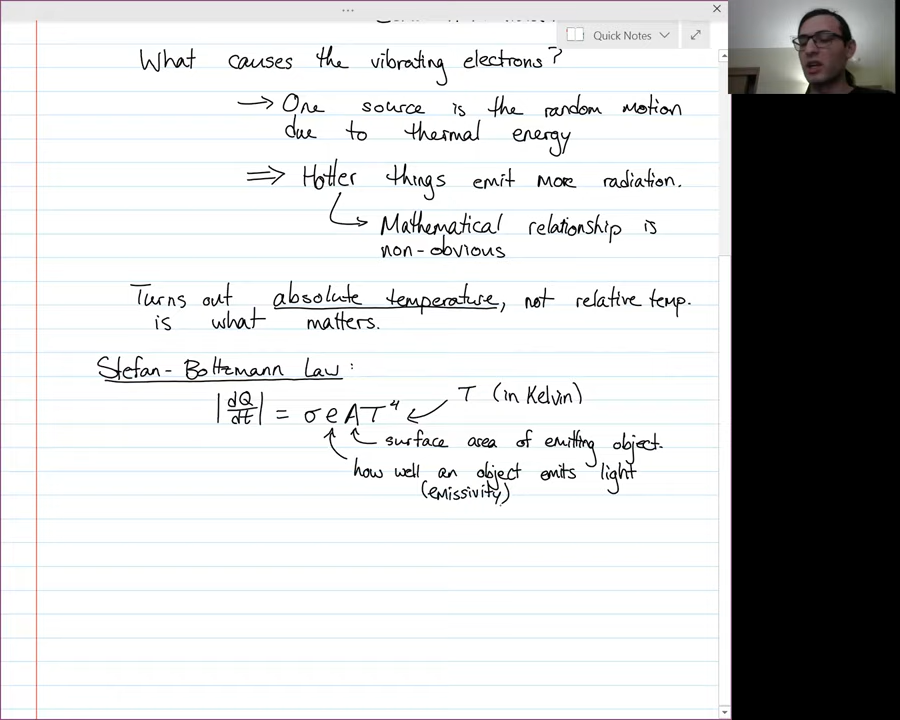 Quick Notes
What causes the vibrating electrons?
→ One source is the random motion
due to thermal energy
⇒ Hotter things emit more radiation.
Mathematical relationship is
non-obvious
Turns out absolute temperature, not relative temp.
is what matters.
Stefan-Boltzmann Law:
|dQ/dt| = σeAT⁴ T (in Kelvin)
surface area of emitting object.
how well an object emits light
(emissivity)